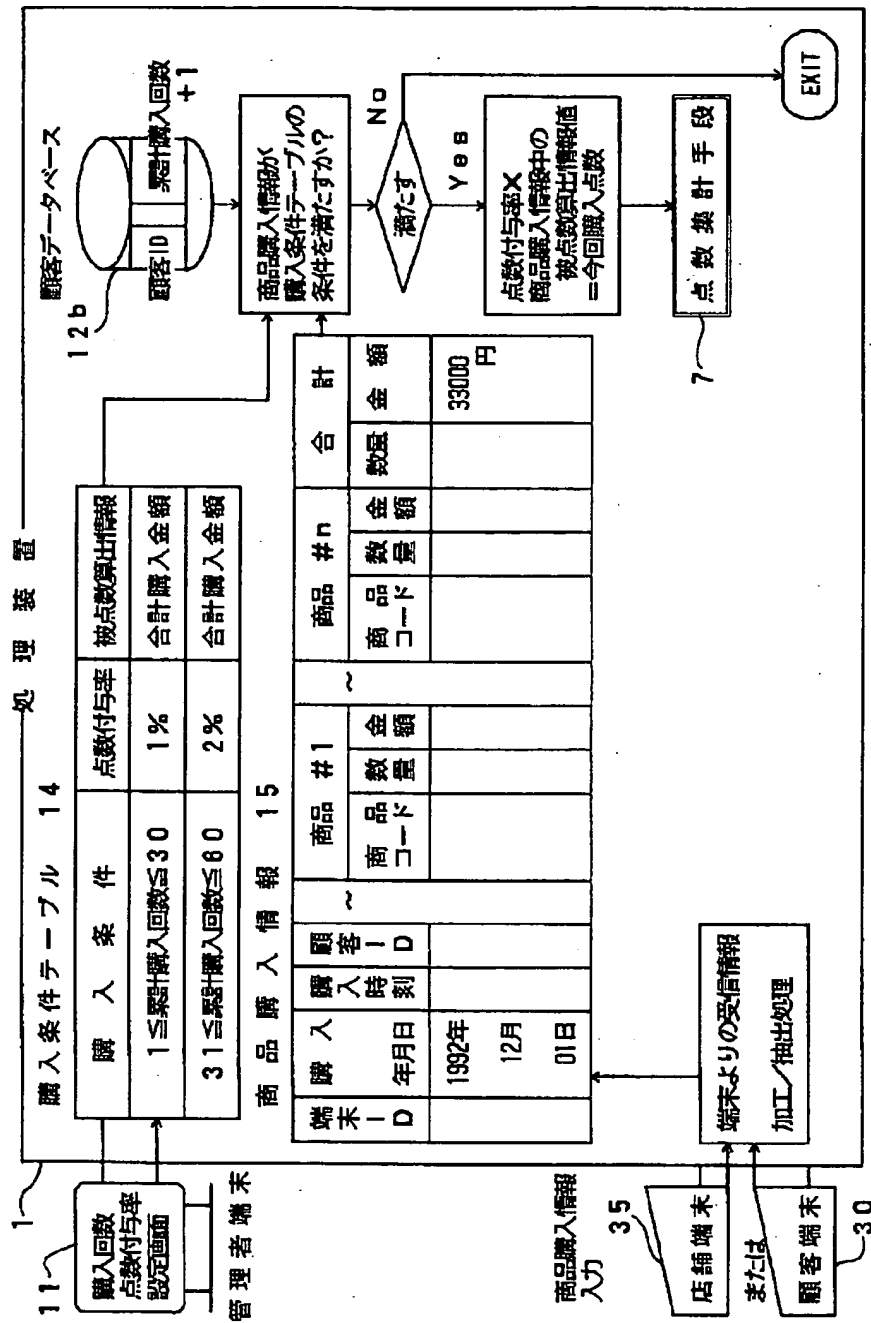 1
処理装置
11
購入回数
点数付与率
設定画面
管理者端末
購入条件テーブル 14
購入条件
点数付与率
被点数算出情報
1≦累計購入回数≦30
1%
合計購入金額
31≦累計購入回数≦60
2%
合計購入金額
顧客データベース
12b
顧客ID
累計購入回数
+1
商品購入情報 15
端末ID
購入
年月日
購入時刻
顧客ID
~
商品 #1
商品
コード
数量
金額
~
商品 #n
商品
コード
数量
金額
合計
数量
金額
1992年
12月
01日
33000
円
商品購入情報が
購入条件テーブルの
条件を満たすか?
満たす
No
Yes
点数付与率×
商品購入情報中の
被点数算出情報値
=今回購入点数
点数集計手段
7
EXIT
商品購入情報
入力
35
店舗端末
または
顧客端末
30
端末よりの受信情報
加工/抽出処理